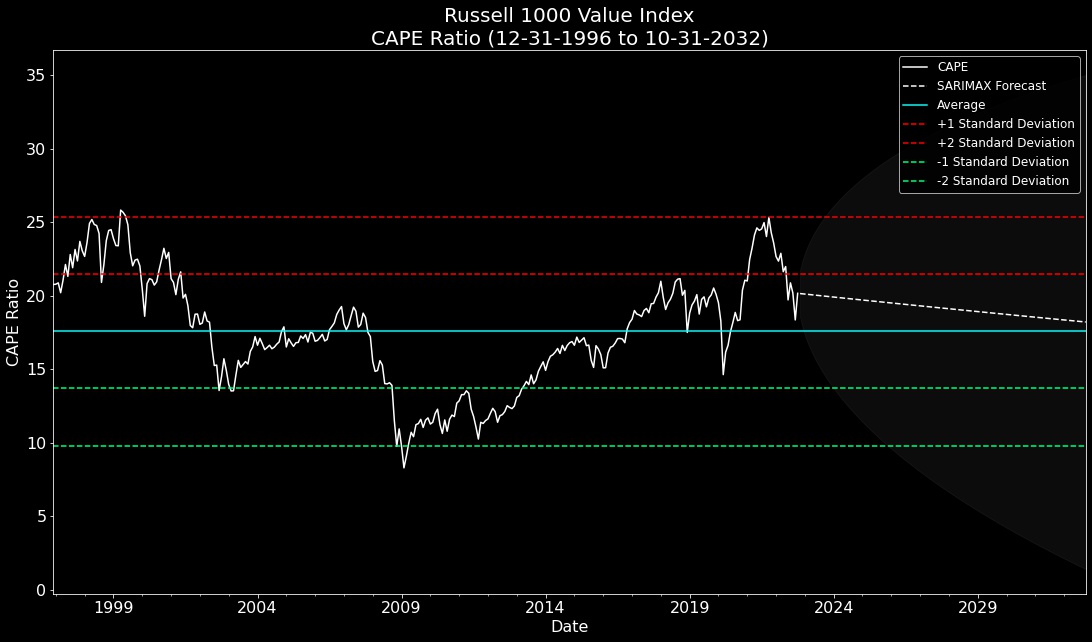 Russell 1000 Value Index
CAPE Ratio (12-31-1996 to 10-31-2032)
CAPE
SARIMAX Forecast
Average
+1 Standard Deviation
+2 Standard Deviation
-1 Standard Deviation
-2 Standard Deviation
CAPE Ratio
35
30
25
20
15
10
5
0
1999
2004
2009
2014
2019
2024
2029
Date